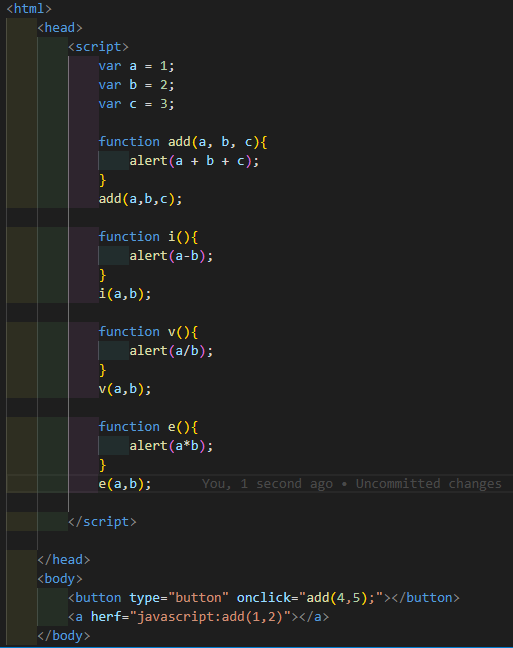 <html>
<head>
<script>
var a = 1;
var b = 2;
var c = 3;
function add(a, b, c){
alert(a + b + c);
}
add(a,b,c);
function i(){
alert(a-b);
}
i(a,b);
function v(){
alert(a/b);
}
v(a,b);
function e(){
alert(a*b);
}
e(a,b); You, 1 second ago • Uncommitted changes
</script>
</head>
<body>
<button type="button" onclick="add(4,5);"></button>
<a herf="javascript:add(1,2)"></a>
</body>